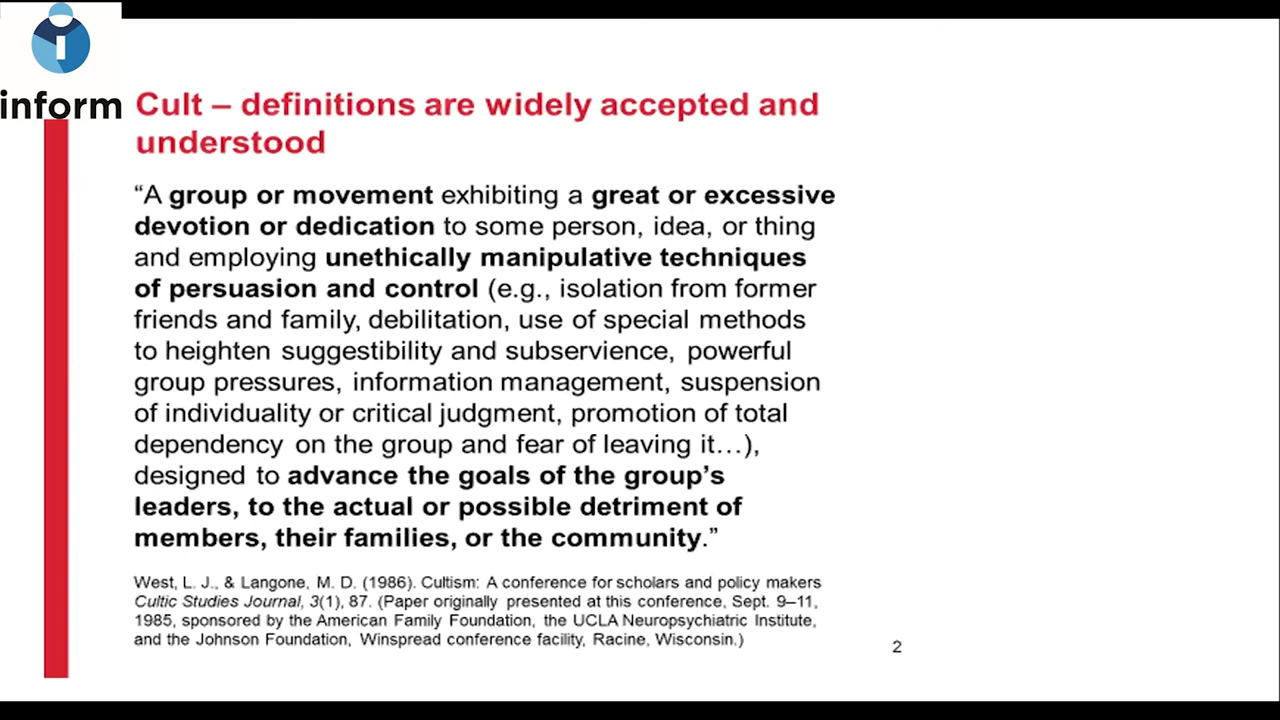 inform
Cult – definitions are widely accepted and
understood
“A group or movement exhibiting a great or excessive
devotion or dedication to some person, idea, or thing
and employing unethically manipulative techniques
of persuasion and control (e.g., isolation from former
friends and family, debilitation, use of special methods
to heighten suggestibility and subservience, powerful
group pressures, information management, suspension
of individuality or critical judgment, promotion of total
dependency on the group and fear of leaving it…),
designed to advance the goals of the group’s
leaders, to the actual or possible detriment of
members, their families, or the community.”
West, L. J., & Langone, M. D. (1986). Cultism: A conference for scholars and policy makers
Cultic Studies Journal, 3(1), 87. (Paper originally presented at this conference, Sept. 9–11,
1985, sponsored by the American Family Foundation, the UCLA Neuropsychiatric Institute,
and the Johnson Foundation, Winspread conference facility, Racine, Wisconsin.)
2